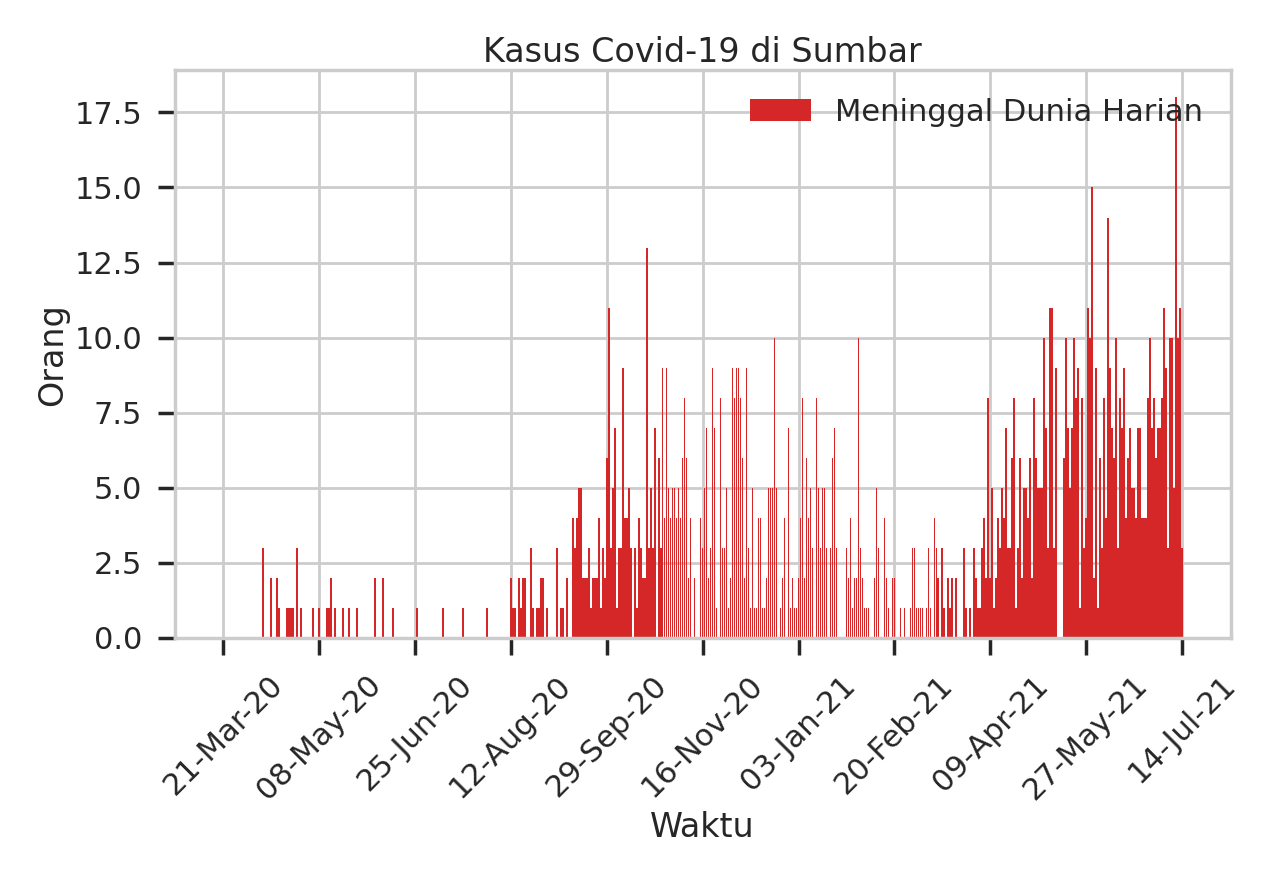 Kasus Covid-19 di Sumbar
Meninggal Dunia Harian
Orang
17.5
15.0
12.5
10.0
7.5
5.0
2.5
0.0
21-Mar-20
08-May-20
25-Jun-20
12-Aug-20
29-Sep-20
16-Nov-20
03-Jan-21
20-Feb-21
09-Apr-21
27-May-21
14-Jul-21
Waktu